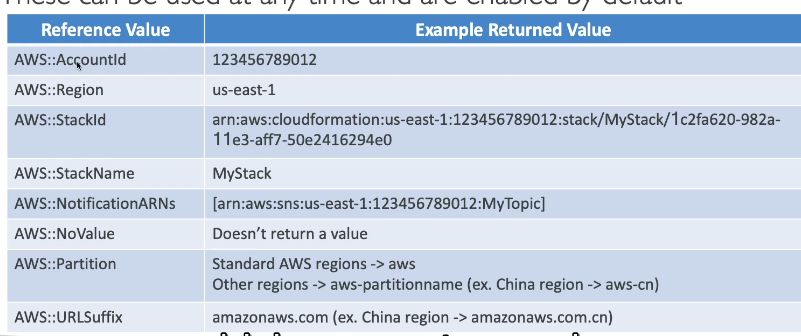 These can be used at any time and are enabled by default
Reference Value Example Returned Value
AWS::AccountId 123456789012
AWS::Region us-east-1
AWS::StackId arn:aws:cloudformation:us-east-1:123456789012:stack/MyStack/1c2fa620-982a-
11e3-aff7-50e2416294e0
AWS::StackName MyStack
AWS::NotificationARNs [arn:aws:sns:us-east-1:123456789012:MyTopic]
AWS::NoValue Doesn’t return a value
AWS::Partition Standard AWS regions -> aws
Other regions -> aws-partitionname (ex. China region -> aws-cn)
AWS::URLSuffix amazonaws.com (ex. China region -> amazonaws.com.cn)